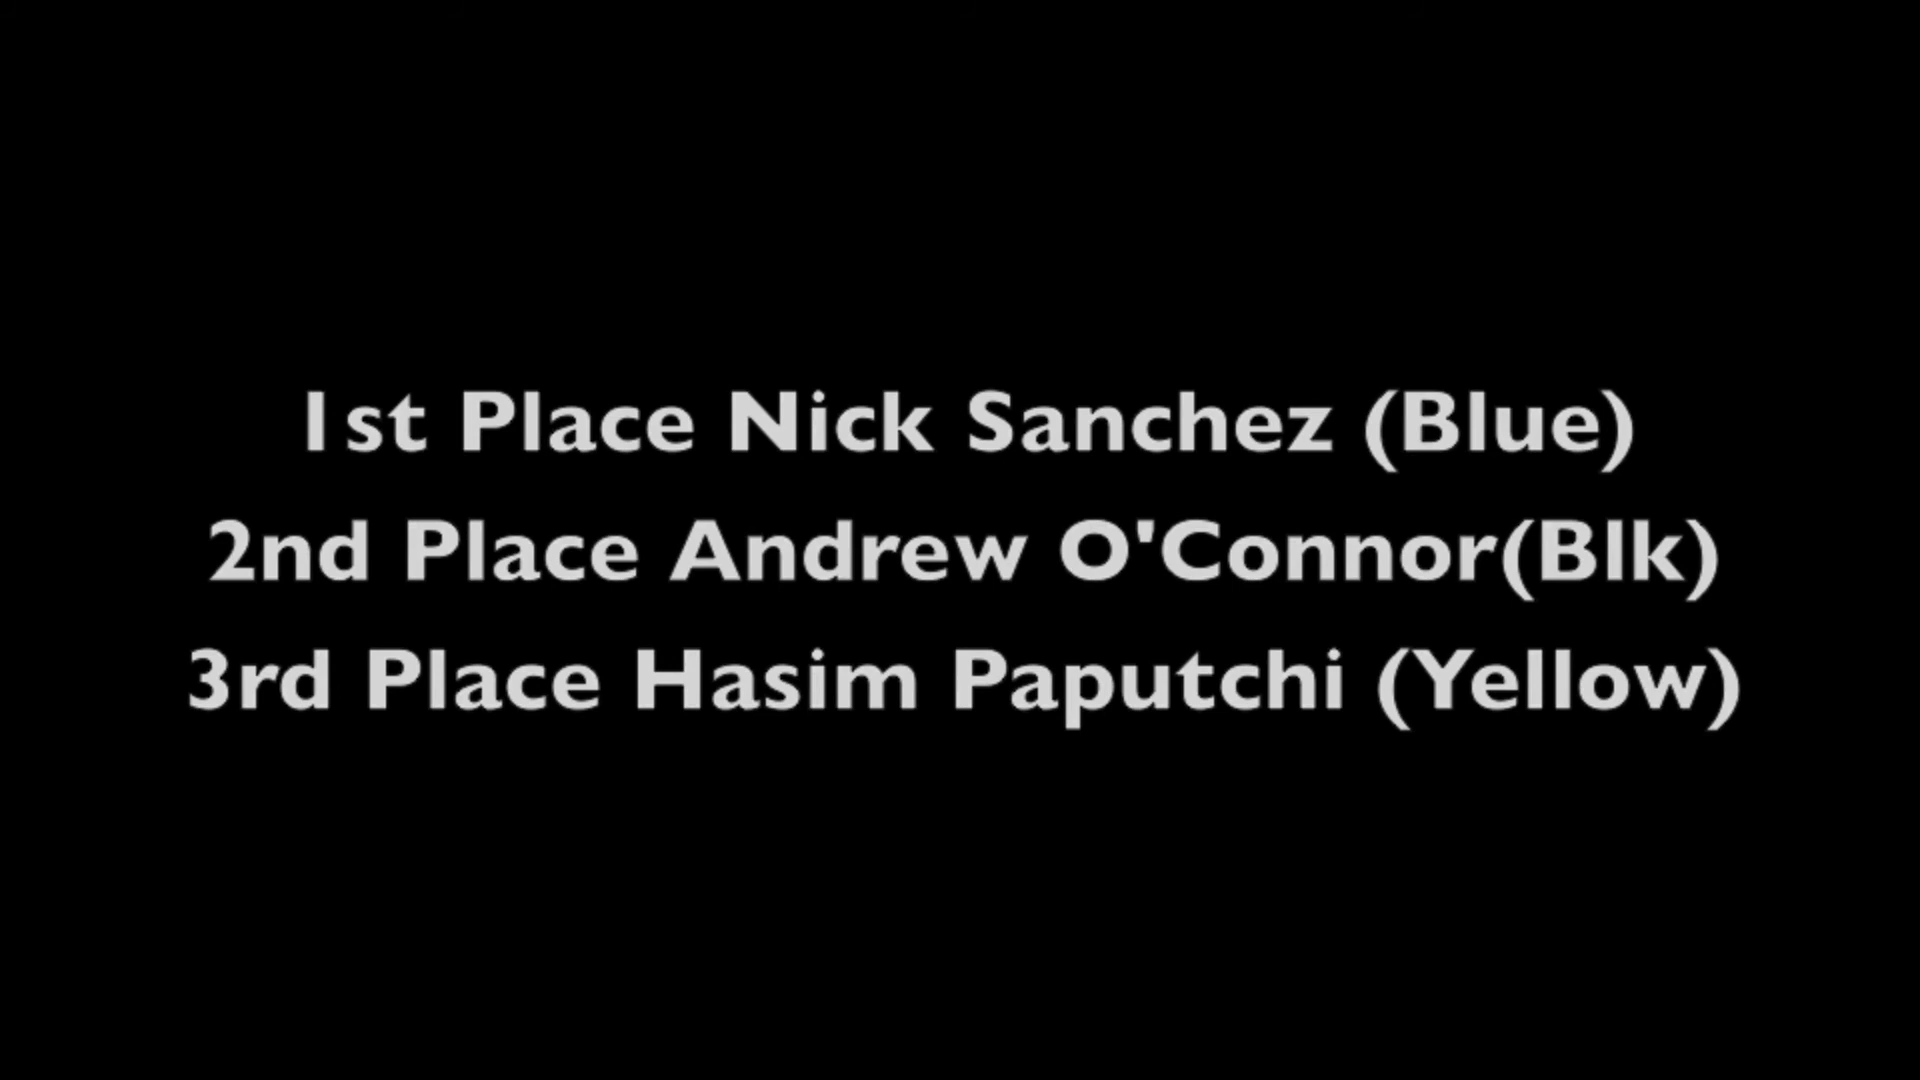 1st Place Nick Sanchez (Blue)
2nd Place Andrew O'Connor(Blk)
3rd Place Hasim Paputchi (Yellow)